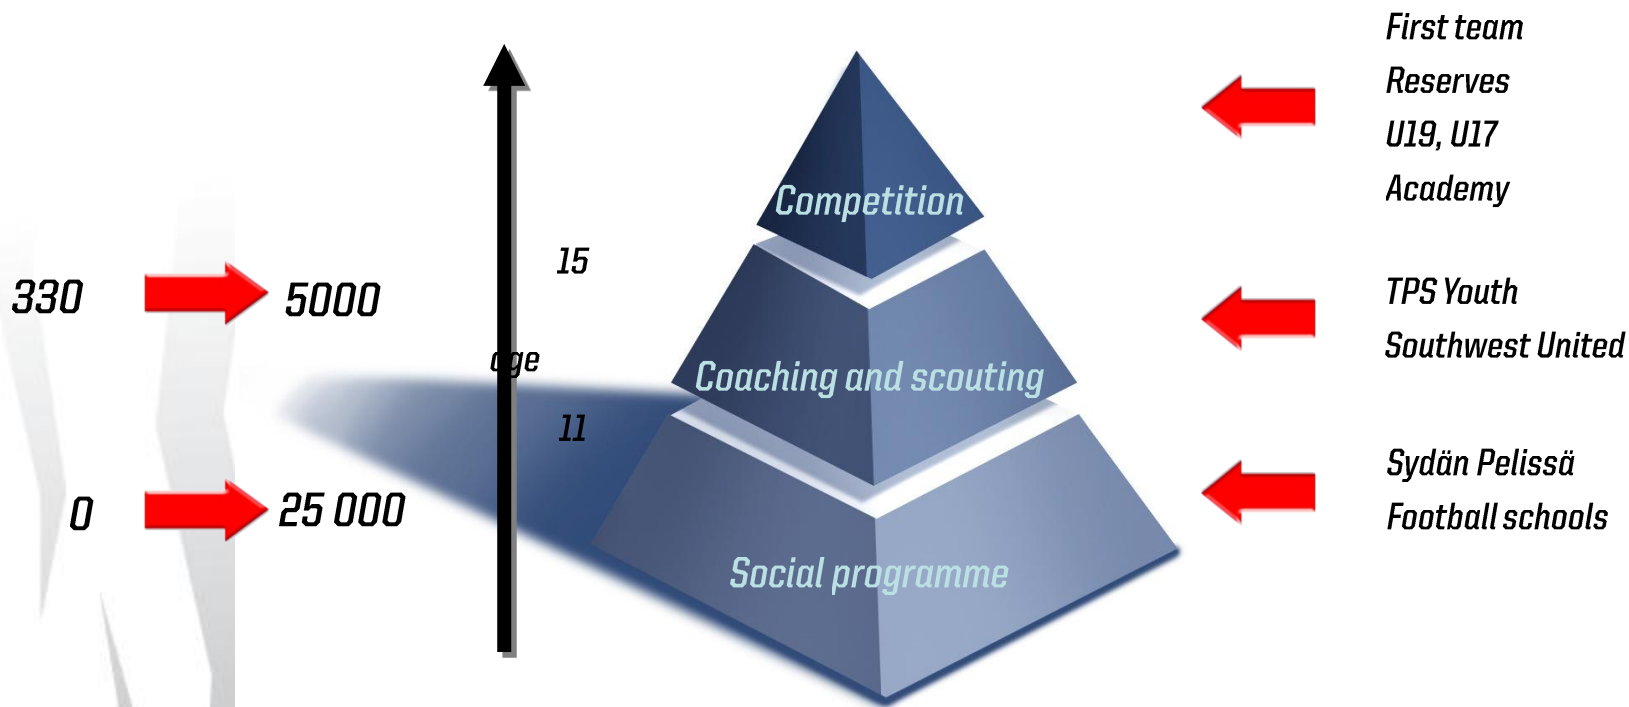 First team
Reserves
U19, U17
Academy
Competition
15
330
5000
TPS Youth
Southwest United
age
Coaching and scouting
11
Sydän Pelissä
Football schools
0
25 000
Social programme